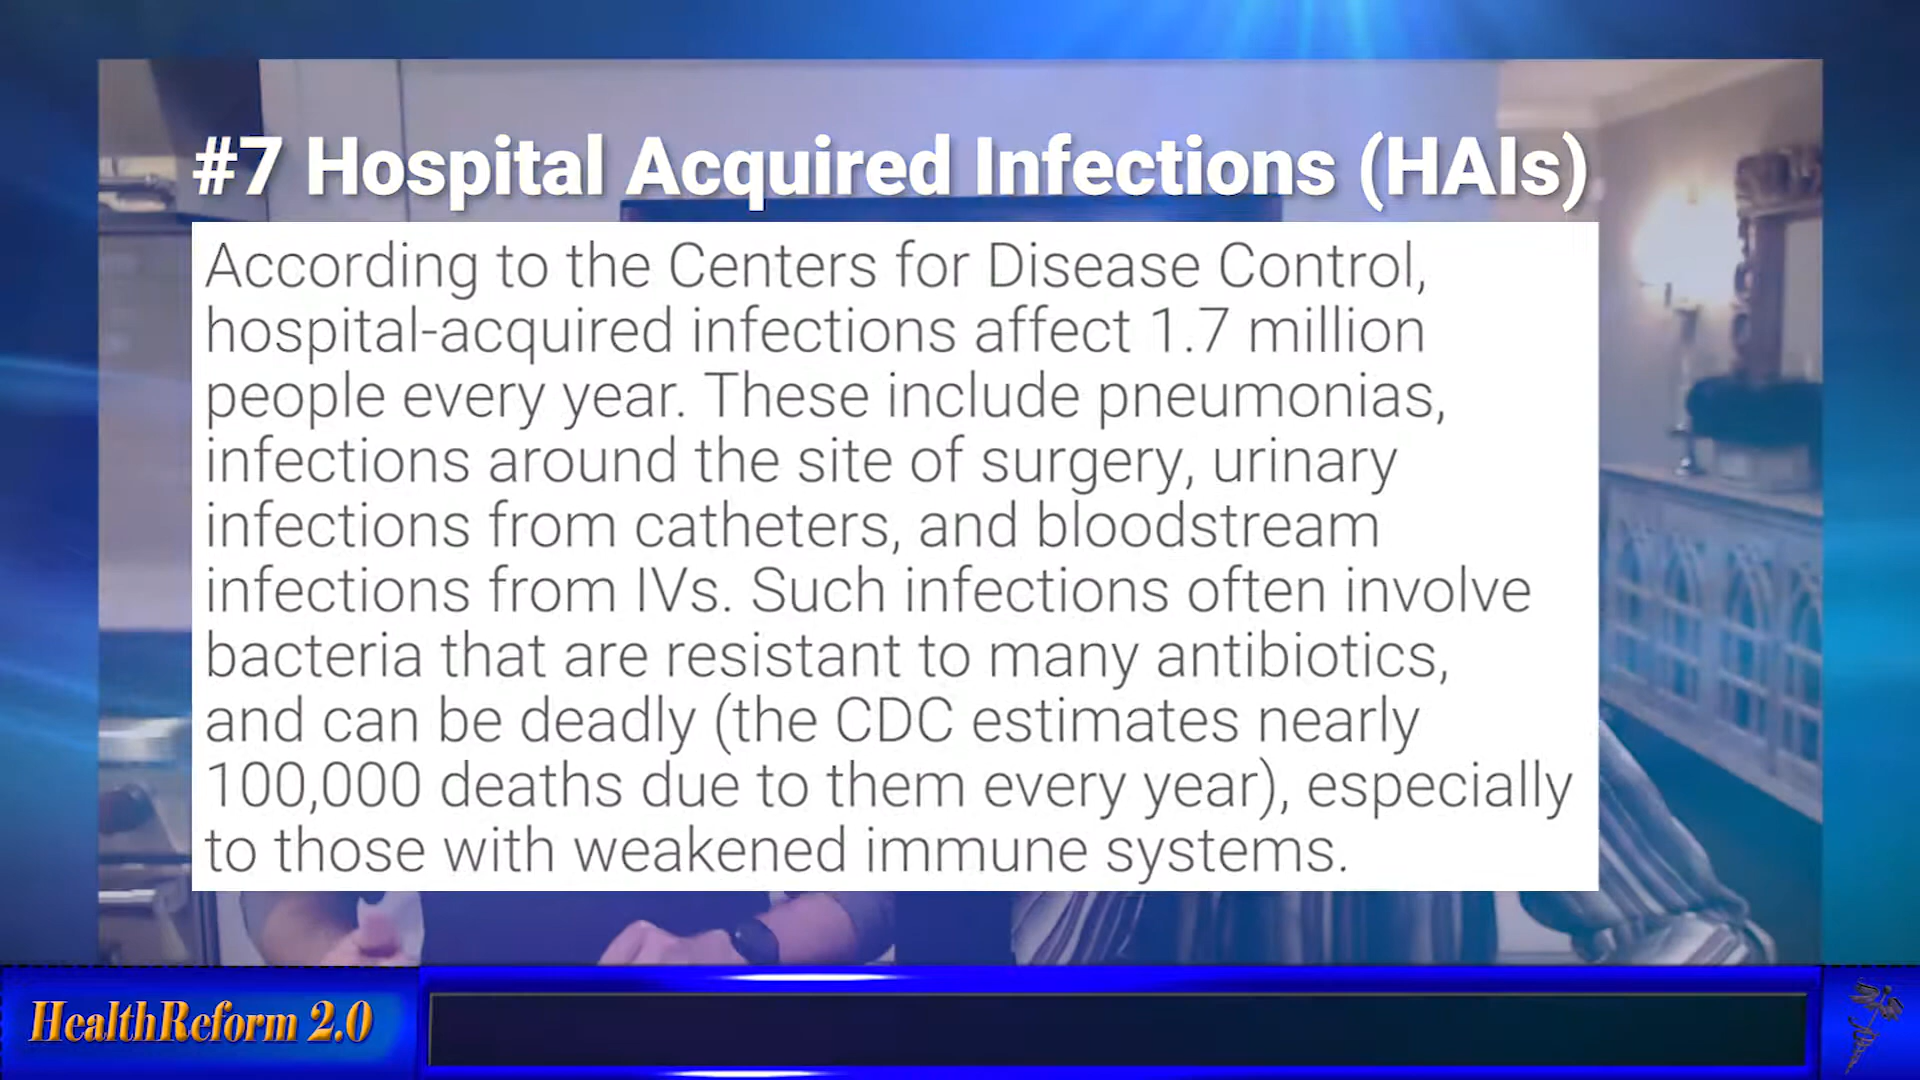 #7 Hospital Acquired Infections (HAIs)
According to the Centers for Disease Control,
hospital-acquired infections affect 1.7 million
people every year. These include pneumonias,
infections around the site of surgery, urinary
infections from catheters, and bloodstream
infections from IVs. Such infections often involve
bacteria that are resistant to many antibiotics,
and can be deadly (the CDC estimates nearly
100,000 deaths due to them every year), especially
to those with weakened immune systems.
HealthReform 2.0